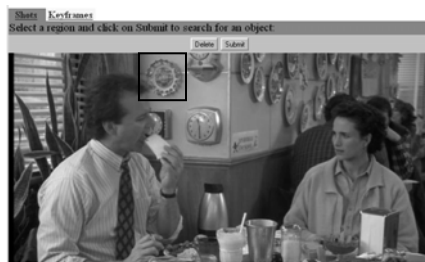 Shots Keyframes
Select a region and click on Submit to search for an object:
Delete Submit